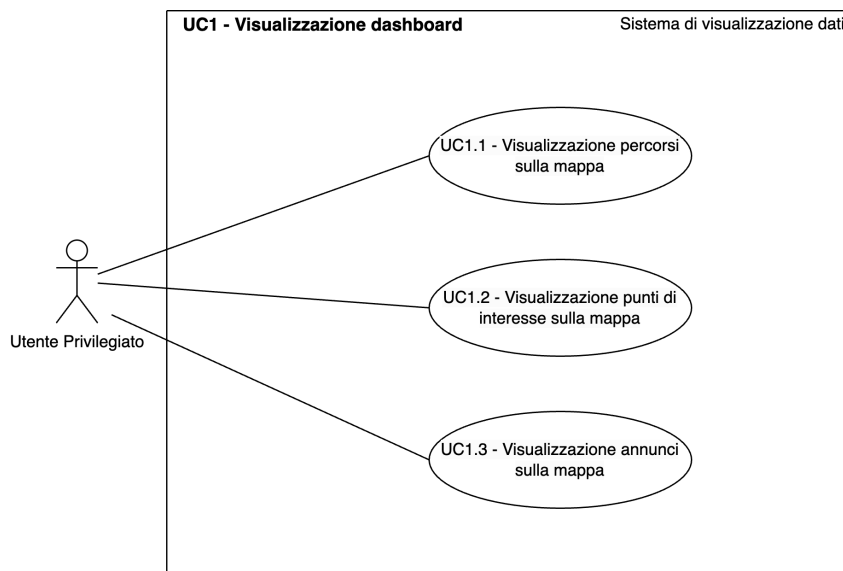 UC1 - Visualizzazione dashboard
Sistema di visualizzazione dati
UC1.1 - Visualizzazione percorsi
sulla mappa
UC1.2 - Visualizzazione punti di
interesse sulla mappa
Utente Privilegiato
UC1.3 - Visualizzazione annunci
sulla mappa